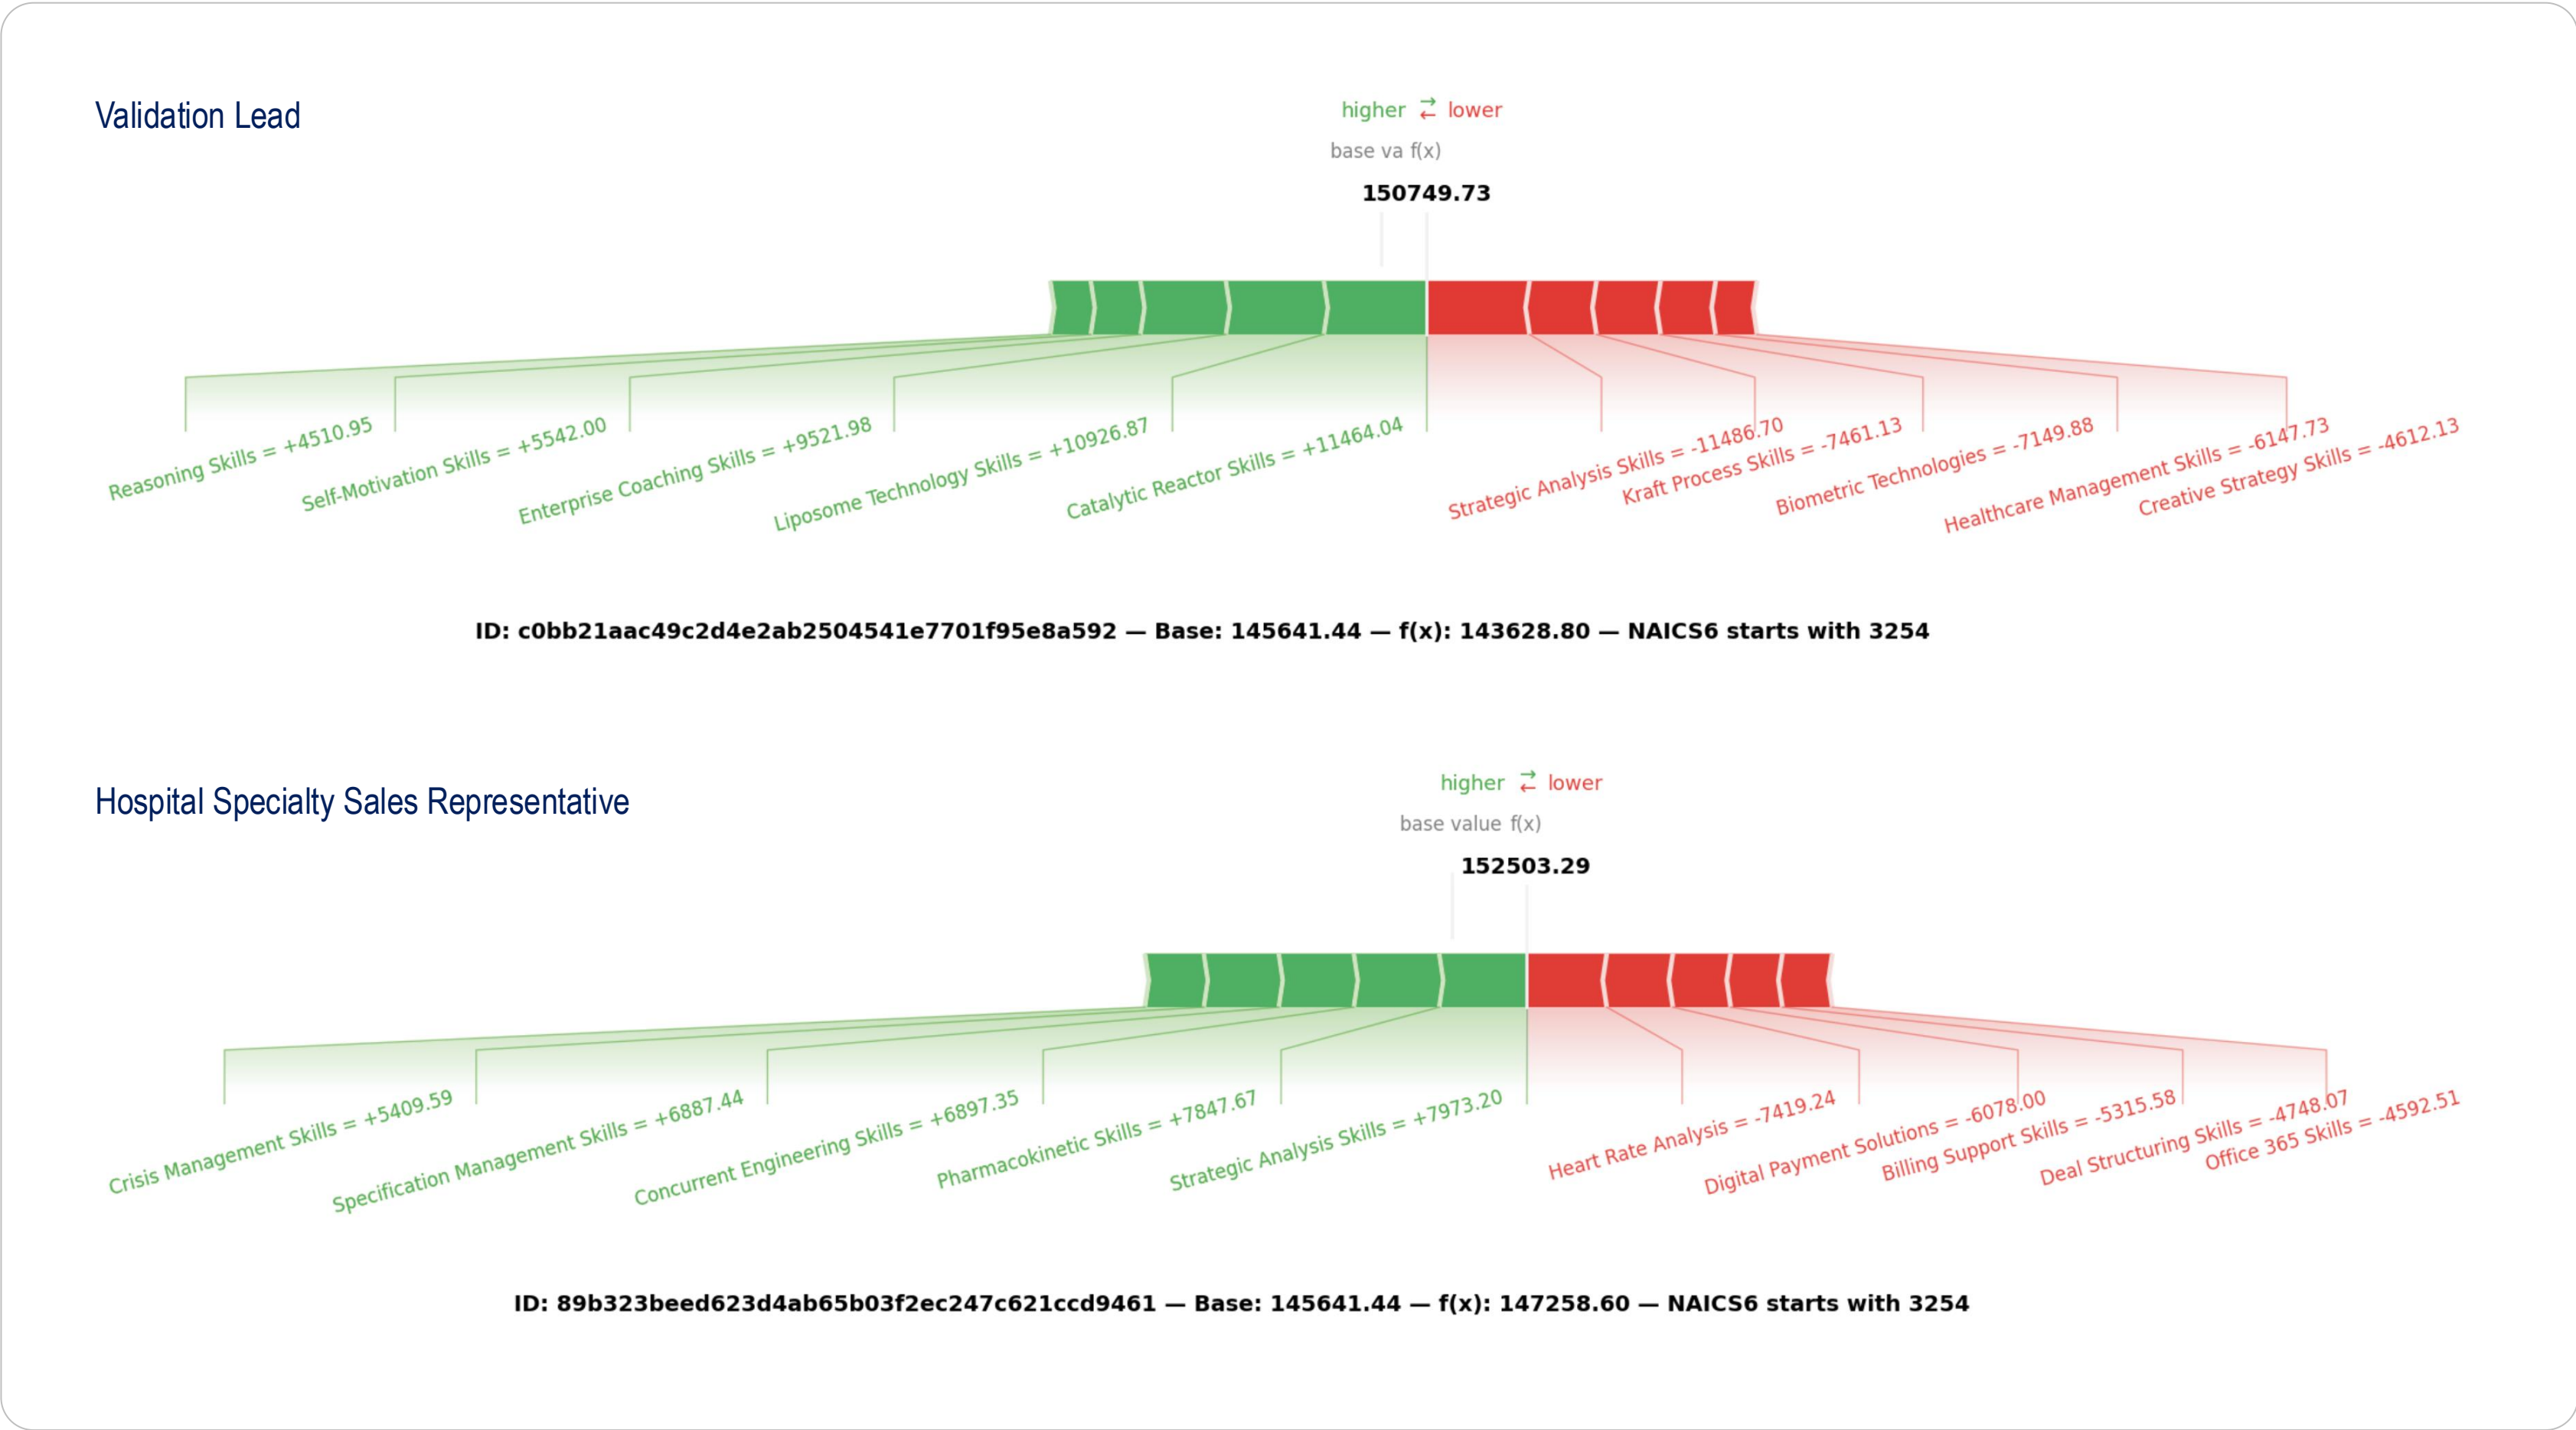 Validation Lead
higher ⇄ lower
base va f(x)
150749.73
Reasoning Skills = +4510.95
Self-Motivation Skills = +5542.00
Enterprise Coaching Skills = +9521.98
Liposome Technology Skills = +10926.87
Catalytic Reactor Skills = +11464.04
Strategic Analysis Skills = -11486.70
Kraft Process Skills = -7461.13
Biometric Technologies = -7149.88
Healthcare Management Skills = -6147.73
Creative Strategy Skills = -4612.13
ID: c0bb21aac49c2d4e2ab2504541e7701f95e8a592 — Base: 145641.44 — f(x): 143628.80 — NAICS6 starts with 3254
Hospital Specialty Sales Representative
higher ⇄ lower
base value f(x)
152503.29
Crisis Management Skills = +5409.59
Specification Management Skills = +6887.44
Concurrent Engineering Skills = +6897.35
Pharmacokinetic Skills = +7847.67
Strategic Analysis Skills = +7973.20
Heart Rate Analysis = -7419.24
Digital Payment Solutions = -6078.00
Billing Support Skills = -5315.58
Deal Structuring Skills = -4748.07
Office 365 Skills = -4592.51
ID: 89b323beed623d4ab65b03f2ec247c621ccd9461 — Base: 145641.44 — f(x): 147258.60 — NAICS6 starts with 3254